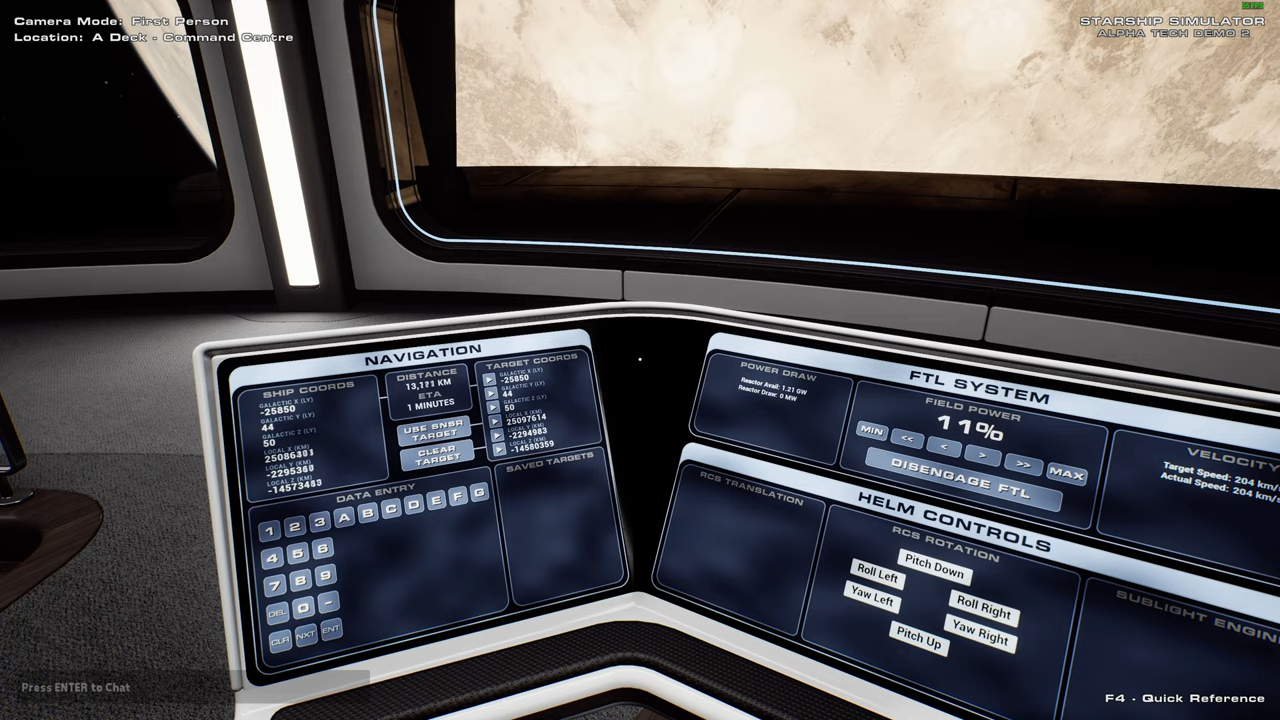 Camera Mode: First Person
Location: A Deck - Command Centre
STARSHIP SIMULATOR
ALPHA TECH DEMO 2
NAVIGATION
SHIP COORDS
GALACTIC X (LY)
-25850
GALACTIC Y (LY)
44
GALACTIC Z (LY)
50
LOCAL X (KM)
LOCAL Y (KM)
LOCAL Z (KM)
DISTANCE
KM
ETA
1 MINUTES
USE SNSR
TARGET
CLEAR
TARGET
TARGET COORDS
GALACTIC X (LY)
-25850
GALACTIC Y (LY)
44
GALACTIC Z (LY)
50
LOCAL X (KM)
25097614
LOCAL Y (KM)
-2294983
LOCAL Z (KM)
-14580359
DATA ENTRY
1 2 3 A B C D E F G
4 5 6
7 8 9
DEL 0 -
CLR NXT ENT
SAVED TARGETS
FTL SYSTEM
POWER DRAW
Reactor Avail: 1.21 GW
Reactor Draw: 0 MW
FIELD POWER
11%
MIN << < > >> MAX
DISENGAGE FTL
VELOCITY
Target Speed: 204 km/s
Actual Speed: 204 km/s
HELM CONTROLS
RCS TRANSLATION
RCS ROTATION
Pitch Down
Roll Left
Roll Right
Yaw Left
Yaw Right
Pitch Up
SUBLIGHT ENGIN
Press ENTER to Chat
F4 - Quick Reference